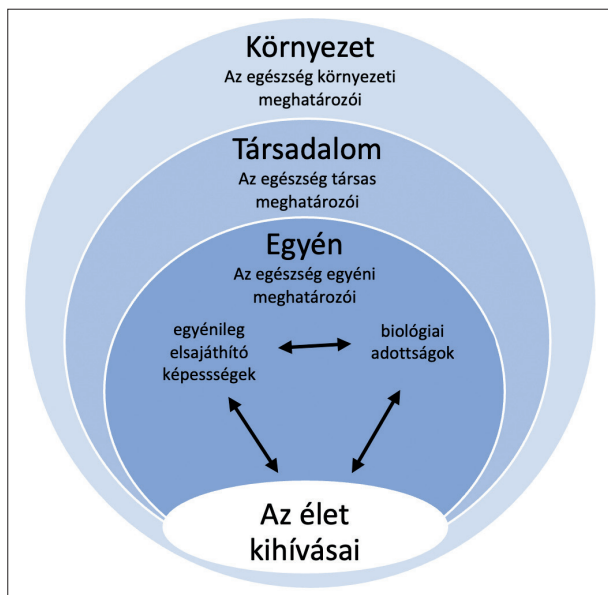 Környezet
Az egészség környezeti
meghatározói
Társadalom
Az egészség társas
meghatározói
Egyén
Az egészség egyéni
meghatározói
egyénileg
elsajáthító
képessségek
biológiai
adottságok
Az élet
kihívásai